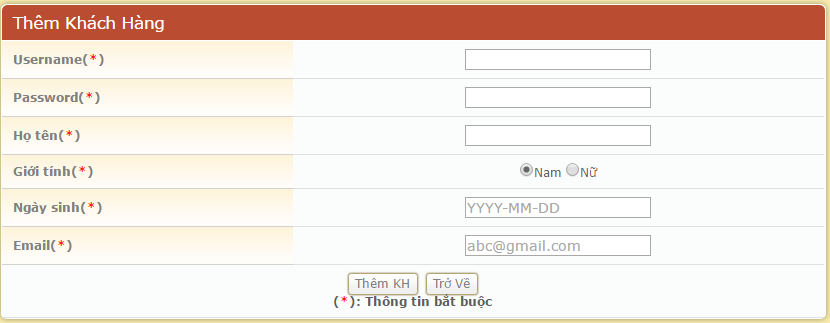 Thêm Khách Hàng
Username(*)
Password(*)
Họ tên(*)
Giới tính(*) Nam Nữ
Ngày sinh(*) YYYY-MM-DD
Email(*) abc@gmail.com
Thêm KH Trở Về
(*): Thông tin bắt buộc